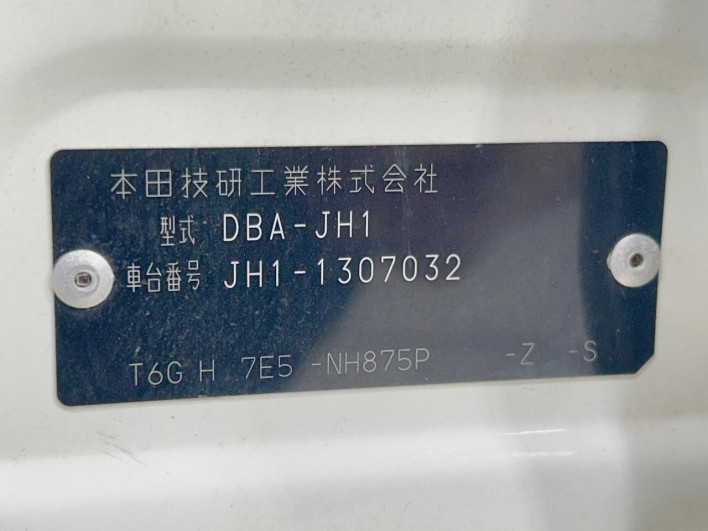 本田技研工業株式会社
型式 DBA-JH1
車台番号 JH1-1307032
T6G H 7E5 -NH875P -Z -S